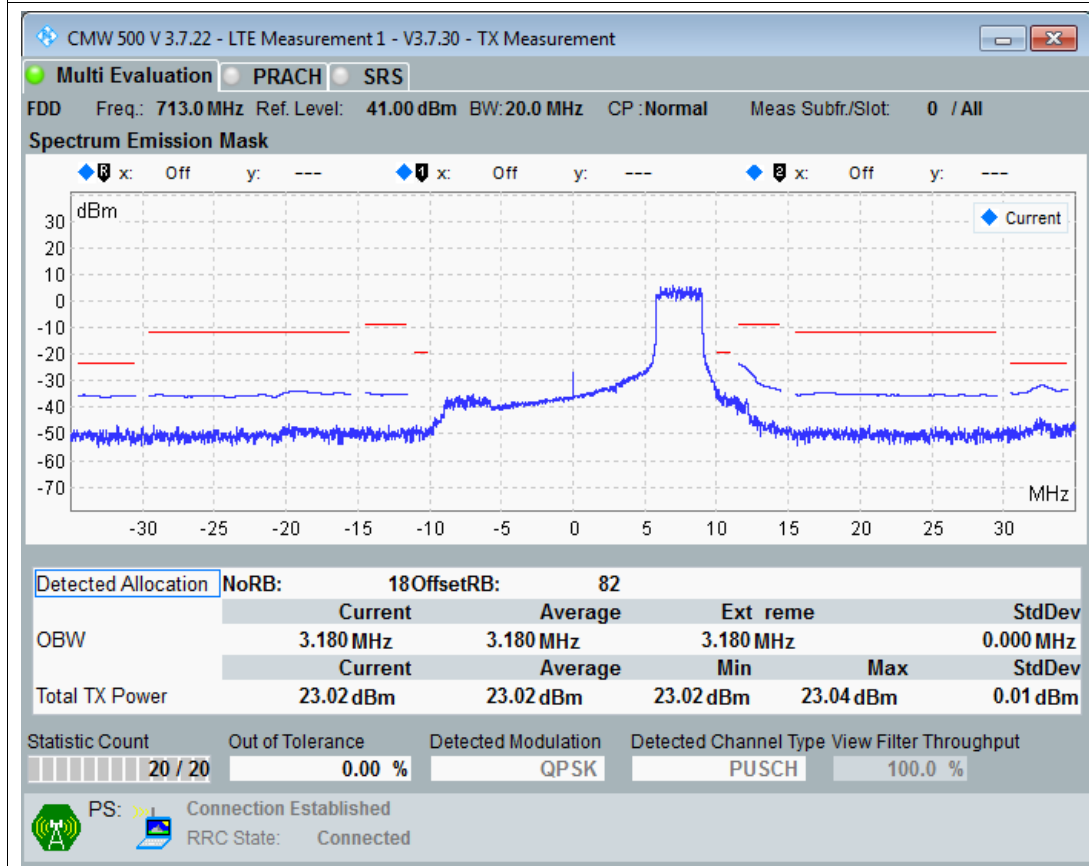 CMW 500 V 3.7.22 - LTE Measurement 1 - V3.7.30 - TX Measurement
Multi Evaluation PRACH SRS
FDD Freq.: 713.0 MHz Ref. Level: 41.00 dBm BW: 20.0 MHz CP : Normal Meas Subfr./Slot: 0 / All
Spectrum Emission Mask
R x: Off y: --- 1 x: Off y: --- 2 x: Off y: ---
dBm
Current
30
20
10
0
-10
-20
-30
-40
-50
-60
-70
MHz
-30 -25 -20 -15 -10 -5 0 5 10 15 20 25 30
Detected Allocation NoRB: 18 OffsetRB: 82
Current Average Ext reme StdDev
OBW 3.180 MHz 3.180 MHz 3.180 MHz 0.000 MHz
Current Average Min Max StdDev
Total TX Power 23.02 dBm 23.02 dBm 23.02 dBm 23.04 dBm 0.01 dBm
Statistic Count Out of Tolerance Detected Modulation Detected Channel Type View Filter Throughput
20 / 20 0.00 % QPSK PUSCH 100.0 %
PS: Connection Established
RRC State: Connected